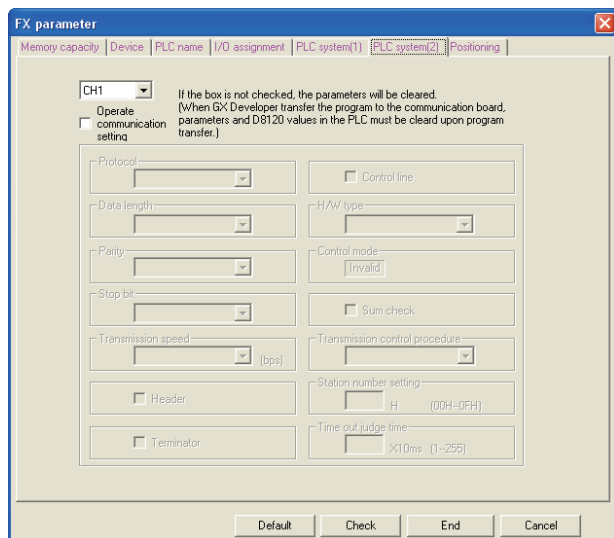 FX parameter
Memory capacity Device PLC name I/O assignment PLC system(1) PLC system(2) Positioning
CH1
If the box is not checked, the parameters will be cleared.
(When GX Developer transfer the program to the communication board,
parameters and D8120 values in the PLC must be cleard upon program
transfer.)
Operate
communication
setting
Protocol
Control line
Data length
H/W type
Parity
Control mode
Invalid
Stop bit
Sum check
Transmission speed
(bps)
Transmission control procedure
Header
Station number setting
H (00H--0FH)
Terminator
Time out judge time
X10ms (1--255)
Default Check End Cancel